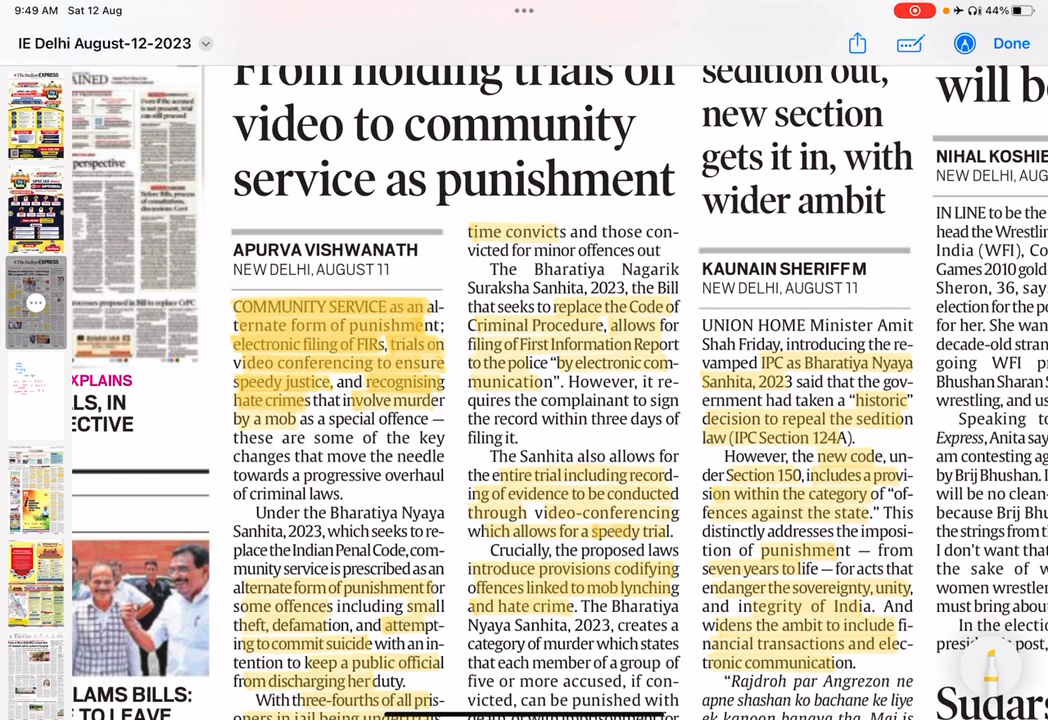 9:49 AM Sat 12 Aug
44%
IE Delhi August-12-2023
Done
AINED
perspective
XPLAINS
LS, IN
ECTIVE
LAMS BILLS:
TO LEAVE
From holding trials on
video to community
service as punishment
APURVA VISHWANATH
NEW DELHI, AUGUST 11
COMMUNITY SERVICE as an al-
ternate form of punishment;
electronic filing of FIRs, trials on
video conferencing to ensure
speedy justice, and recognising
hate crimes that involve murder
by a mob as a special offence —
these are some of the key
changes that move the needle
towards a progressive overhaul
of criminal laws.
Under the Bharatiya Nyaya
Sanhita, 2023, which seeks to re-
place the Indian Penal Code, com-
munity service is prescribed as an
alternate form of punishment for
some offences including small
theft, defamation, and attempt-
ing to commit suicide with an in-
tention to keep a public official
from discharging her duty.
With three-fourths of all pris-
oners in jail being undertrials
time convicts and those con-
victed for minor offences out
The Bharatiya Nagarik
Suraksha Sanhita, 2023, the Bill
that seeks to replace the Code of
Criminal Procedure, allows for
filing of First Information Report
to the police “by electronic com-
munication”. However, it re-
quires the complainant to sign
the record within three days of
filing it.
The Sanhita also allows for
the entire trial including record-
ing of evidence to be conducted
through video-conferencing
which allows for a speedy trial.
Crucially, the proposed laws
introduce provisions codifying
offences linked to mob lynching
and hate crime. The Bharatiya
Nyaya Sanhita, 2023, creates a
category of murder which states
that each member of a group of
five or more accused, if con-
victed, can be punished with
sedition out,
new section
gets it in, with
wider ambit
KAUNAIN SHERIFF M
NEW DELHI, AUGUST 11
UNION HOME Minister Amit
Shah Friday, introducing the re-
vamped IPC as Bharatiya Nyaya
Sanhita, 2023 said that the gov-
ernment had taken a “historic”
decision to repeal the sedition
law (IPC Section 124A).
However, the new code, un-
der Section 150, includes a provi-
sion within the category of “of-
fences against the state.” This
distinctly addresses the imposi-
tion of punishment — from
seven years to life — for acts that
endanger the sovereignty, unity,
and integrity of India. And
widens the ambit to include fi-
nancial transactions and elec-
tronic communication.
“Rajdroh par Angrezon ne
apne shashan ko bachane ke liye
ek kanoon banaya tha. Main
will b
NIHAL KOSHIE
NEW DELHI, AUG
IN LINE to be the
head the Wrestlin
India (WFI), Co
Games 2010 gold
Sheron, 36, say
election for the p
for her. She wan
decade-old stran
going WFI pr
Bhushan Sharan S
wrestling, and us
Speaking to
Express, Anita say
am contesting ag
by Brij Bhushan. I
will be no clean-
because Brij Bhu
the strings from t
I don't want that
the sake of w
women wrestler
must bring about
In the electio
presid post,
Sudars